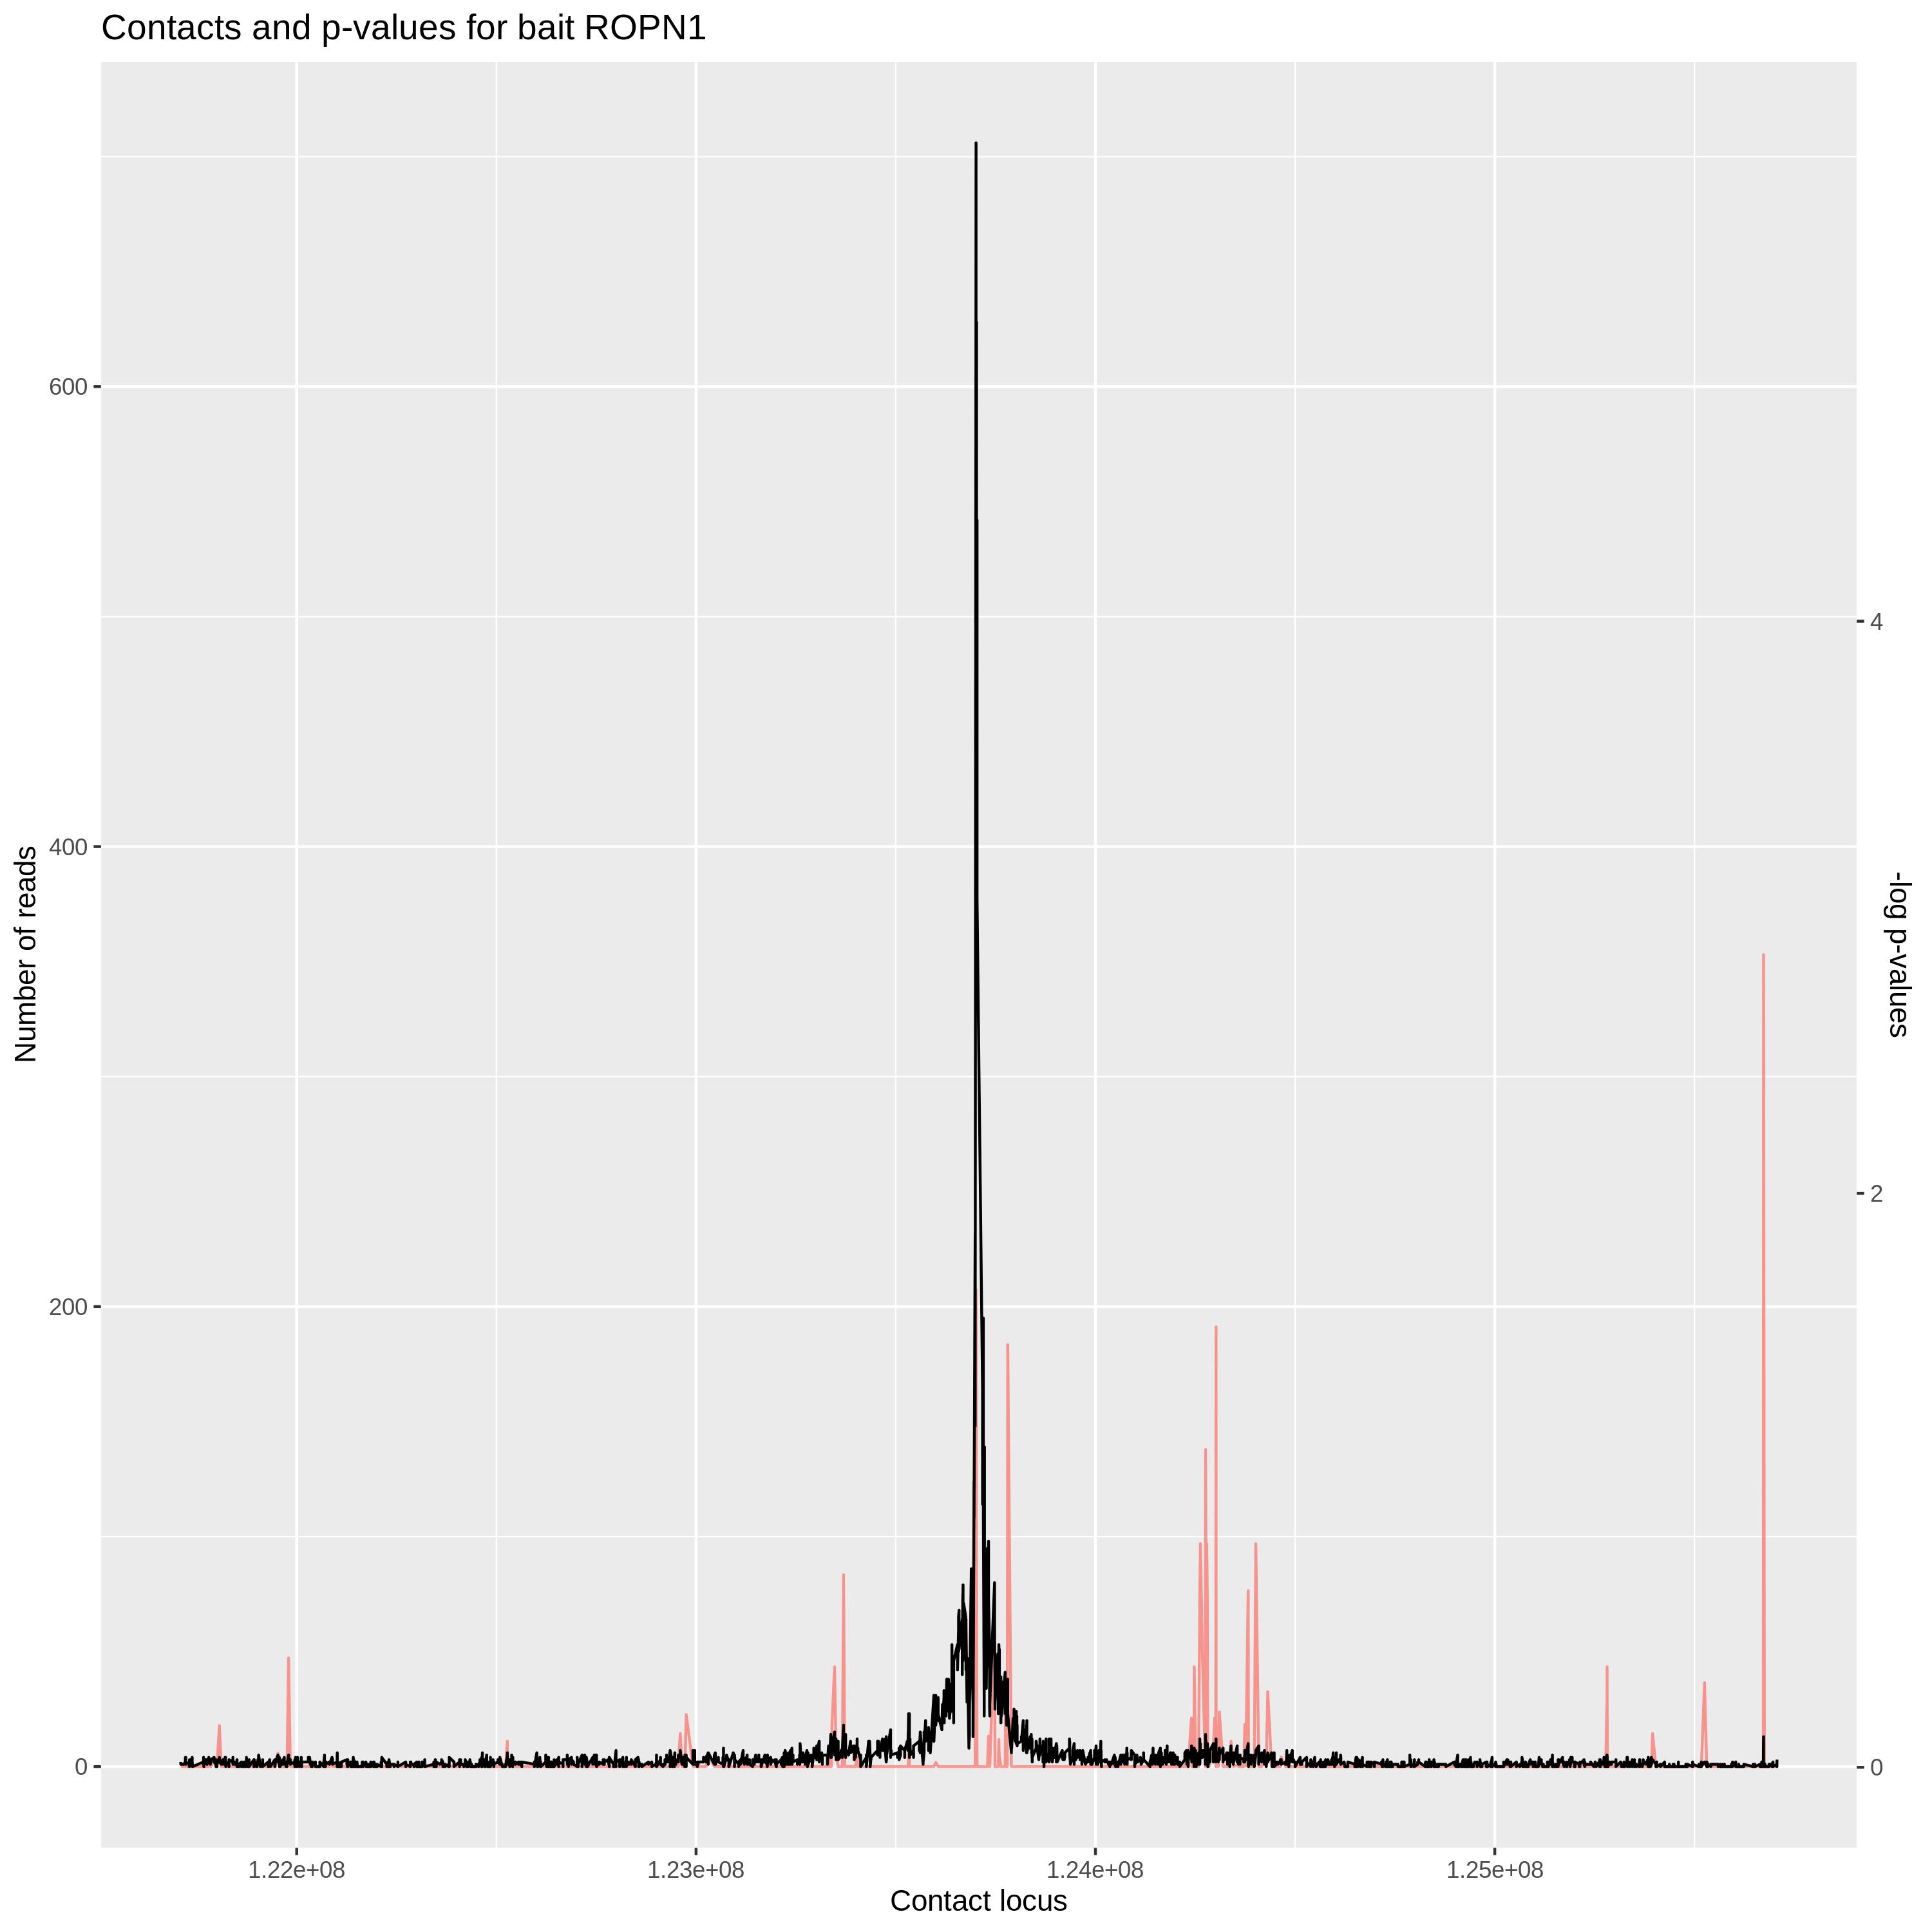 Contacts and p-values for bait ROPN1
600
400
200
0
Number of reads
4
2
0
-log p-values
1.22e+08
1.23e+08
1.24e+08
1.25e+08
Contact locus